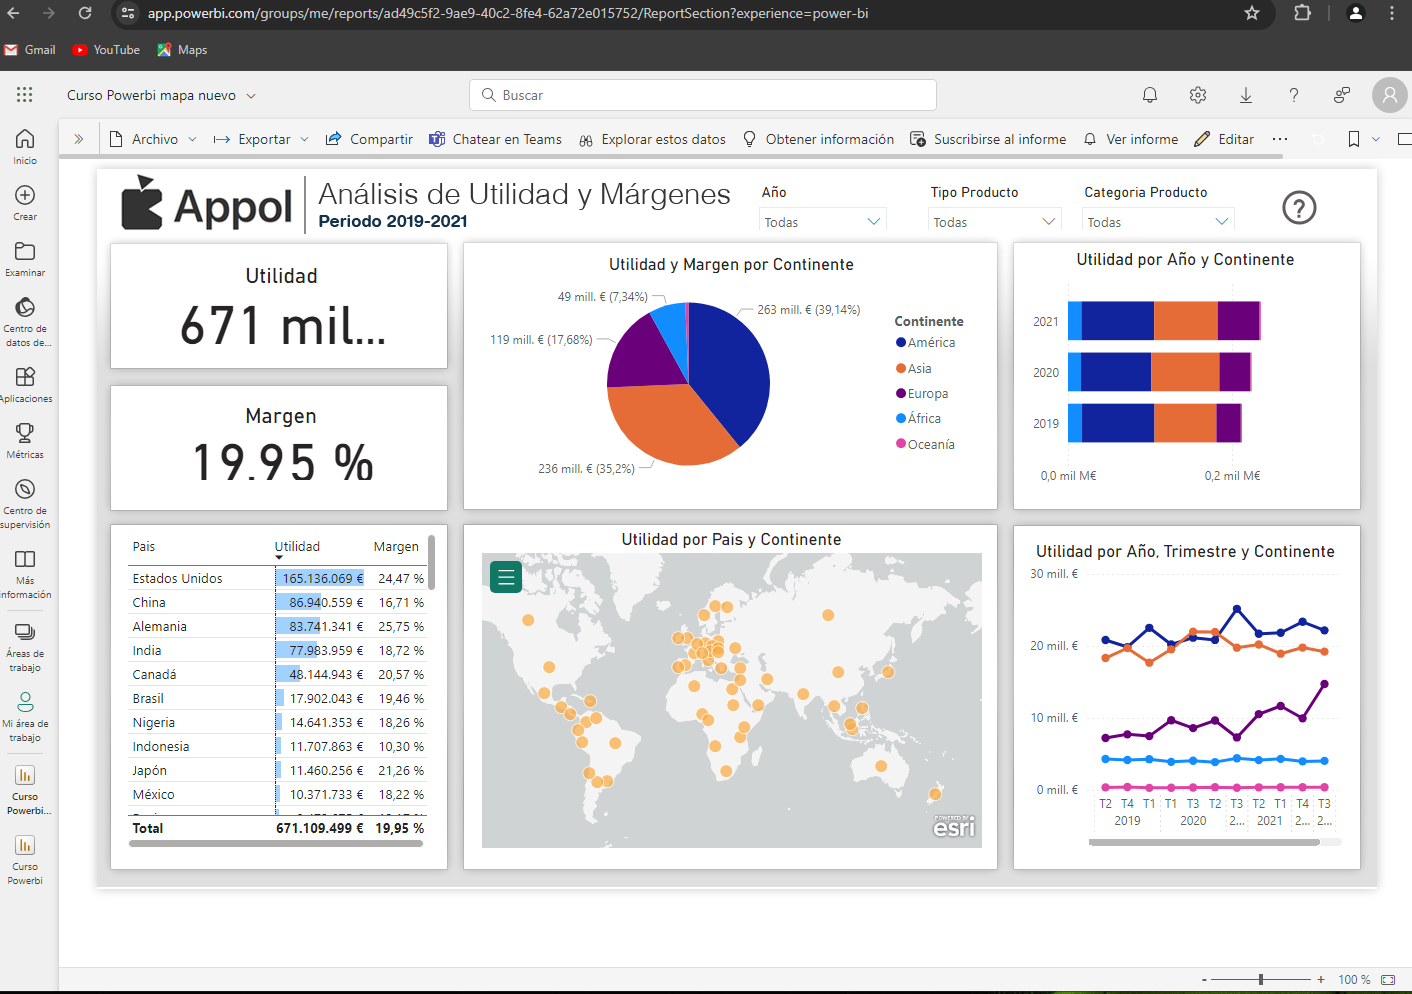 app.powerbi.com/groups/me/reports/ad49c5f2-9ae9-40c2-8fe4-62a72e015752/ReportSection?experience=power-bi
Gmail YouTube Maps
Curso Powerbi mapa nuevo
Buscar
Archivo Exportar Compartir Chatear en Teams Explorar estos datos Obtener información Suscribirse al informe Ver informe Editar ...
Inicio
Crear
Examinar
Centro de
datos de...
Aplicaciones
Métricas
Centro de
supervisión
Más
información
Áreas de
trabajo
Mi área de
trabajo
Curso
Powerbi...
Curso
Powerbi
Appol
Análisis de Utilidad y Márgenes
Periodo 2019-2021
Año
Todas
Tipo Producto
Todas
Categoria Producto
Todas
?
Utilidad
671 mil...
Margen
19.95 %
Utilidad y Margen por Continente
49 mill. € (7,34%)
263 mill. € (39,14%)
119 mill. € (17,68%)
236 mill. € (35,2%)
Continente
América
Asia
Europa
África
Oceanía
Utilidad por Año y Continente
2021
2020
2019
0,0 mil M€ 0,2 mil M€
Pais Utilidad Margen
Estados Unidos 165.136.069 € 24,47 %
China 86.940.559 € 16,71 %
Alemania 83.741.341 € 25,75 %
India 77.983.959 € 18,72 %
Canadá 48.144.943 € 20,57 %
Brasil 17.902.043 € 19,46 %
Nigeria 14.641.353 € 18,26 %
Indonesia 11.707.863 € 10,30 %
Japón 11.460.256 € 21,26 %
México 10.371.733 € 18,22 %
Total 671.109.499 € 19,95 %
Utilidad por Pais y Continente
POWERED BY
esri
Utilidad por Año, Trimestre y Continente
30 mill. €
20 mill. €
10 mill. €
0 mill. €
T2 T4 T1 T1 T3 T2 T3 T2 T1 T4 T3
2019 2020 2... 2021 2... 2...
- + 100 %